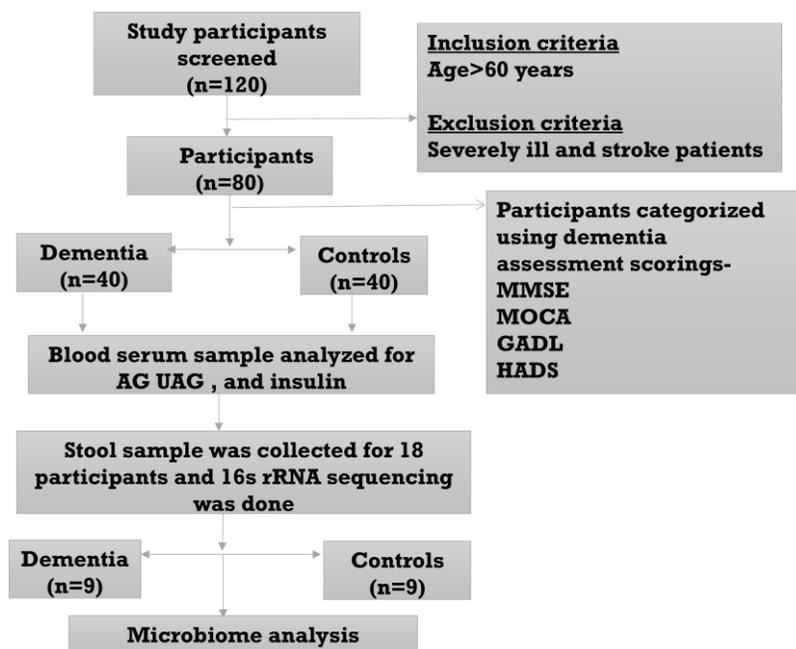 Study participants
screened
(n=120)
Inclusion criteria
Age>60 years
Exclusion criteria
Severely ill and stroke patients
Participants
(n=80)
Participants categorized
using dementia
assessment scorings-
MMSE
MOCA
GADL
HADS
Dementia
(n=40)
Controls
(n=40)
Blood serum sample analyzed for
AG UAG , and insulin
Stool sample was collected for 18
participants and 16s rRNA sequencing
was done
Dementia
(n=9)
Controls
(n=9)
Microbiome analysis